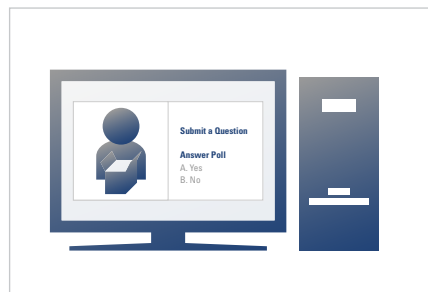 Submit a Question
Answer Poll
A. Yes
B. No